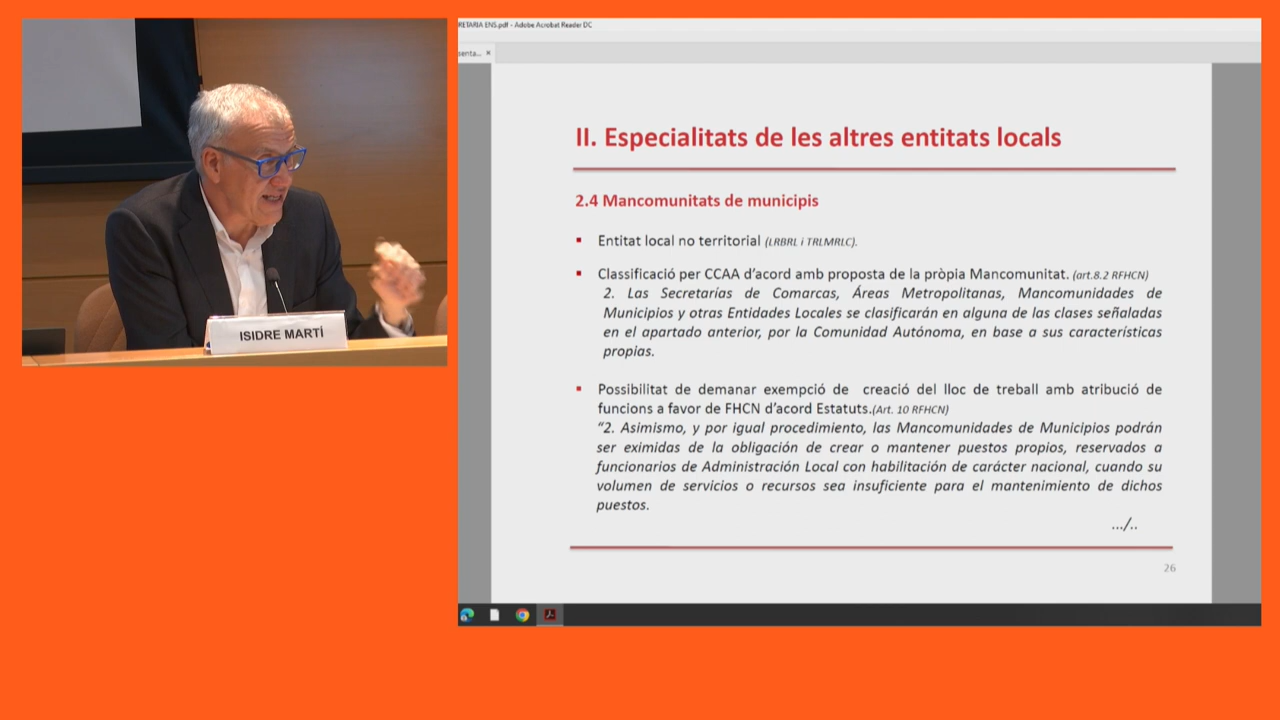 RETARIA ENS.pdf - Adobe Acrobat Reader DC
senta... ×
II. Especialitats de les altres entitats locals
2.4 Mancomunitats de municipis
▪ Entitat local no territorial (LRBRL i TRLMRLC).
▪ Classificació per CCAA d’acord amb proposta de la pròpia Mancomunitat. (art.8.2 RFHCN)
2. Las Secretarías de Comarcas, Áreas Metropolitanas, Mancomunidades de
Municipios y otras Entidades Locales se clasificarán en alguna de las clases señaladas
en el apartado anterior, por la Comunidad Autónoma, en base a sus características
propias.
▪ Possibilitat de demanar exempció de creació del lloc de treball amb atribució de
funcions a favor de FHCN d’acord Estatuts.(Art. 10 RFHCN)
“2. Asimismo, y por igual procedimiento, las Mancomunidades de Municipios podrán
ser eximidas de la obligación de crear o mantener puestos propios, reservados a
funcionarios de Administración Local con habilitación de carácter nacional, cuando su
volumen de servicios o recursos sea insuficiente para el mantenimiento de dichos
puestos.
.../..
26
ISIDRE MARTÍ